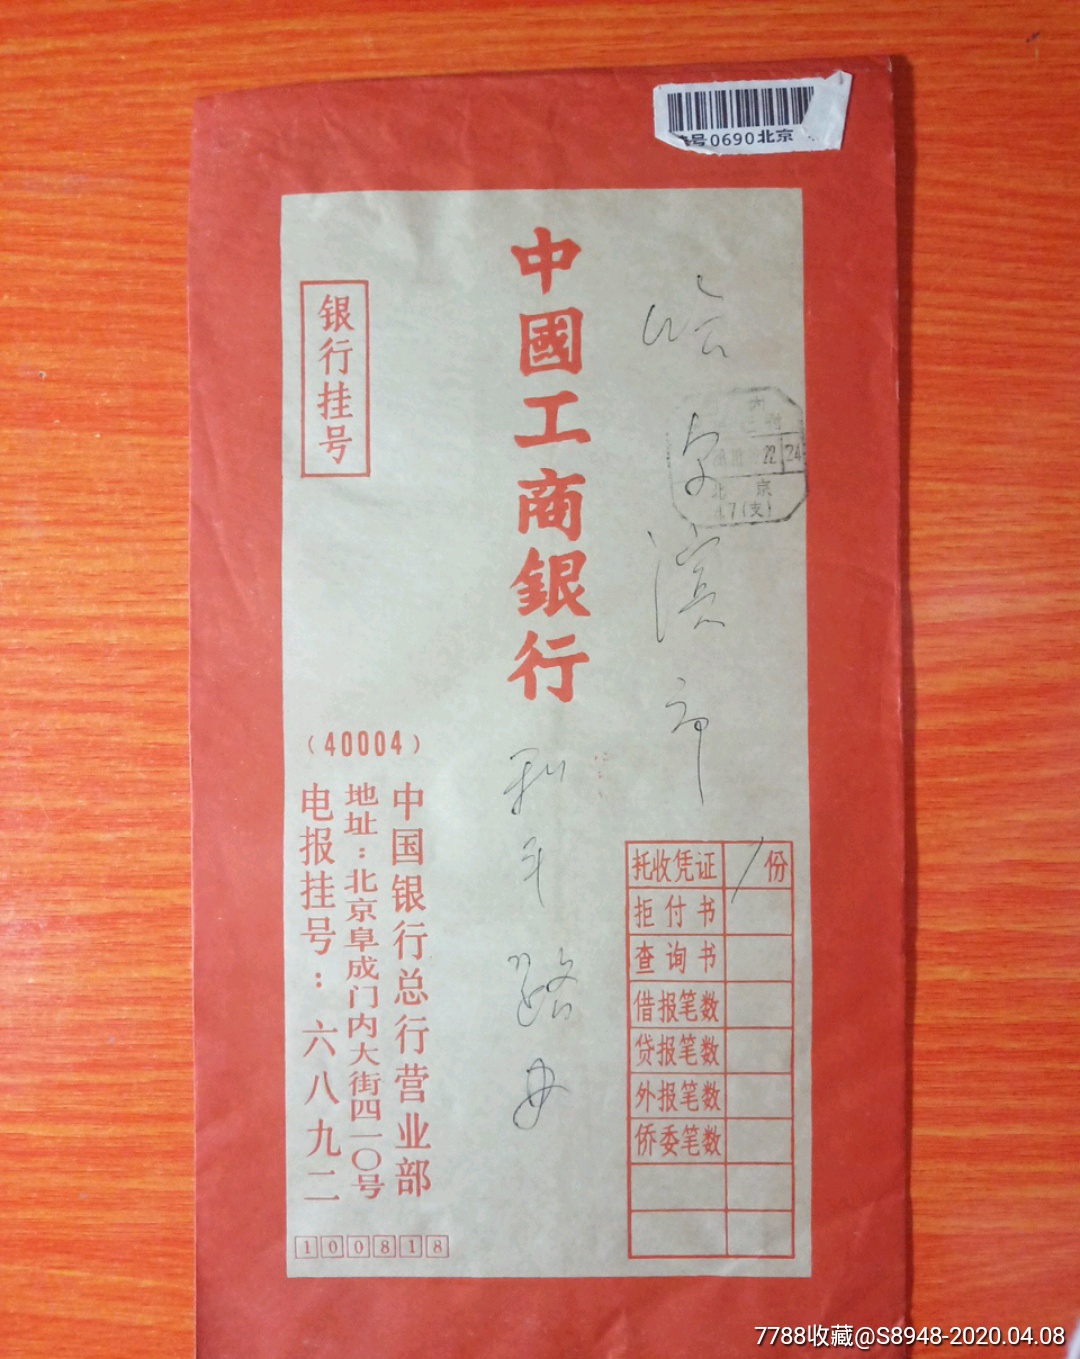 号0690北京
哈尔滨市
中國工商銀行
和平路办
银行挂号
22 24
北京
47(支)
托收凭证 1份
拒付书
查询书
借报笔数
贷报笔数
外报笔数
侨委笔数
(40004)
中国银行总行营业部
地址：北京阜成门内大街四一〇号
电报挂号：六八九二
100818
7788收藏@S8948-2020.04.08